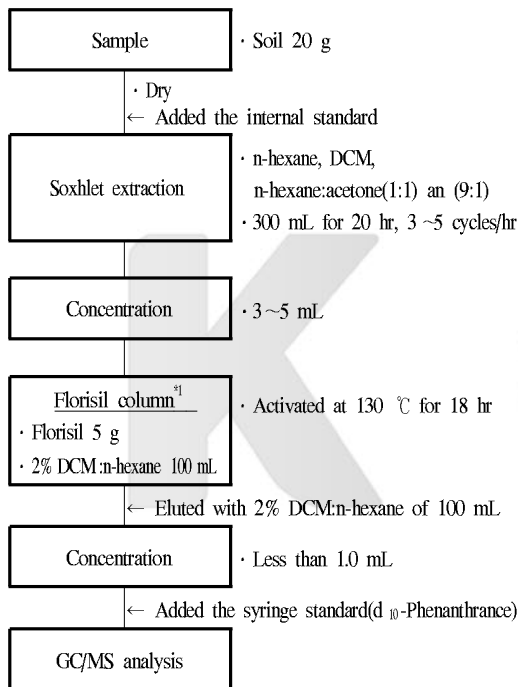 Sample
· Soil 20 g
· Dry
← Added the internal standard
Soxhlet extraction
· n-hexane, DCM,
n-hexane:acetone(1:1) an (9:1)
· 300 mL for 20 hr, 3 ~5 cycles/hr
Concentration
· 3~5 mL
Florisil column*1
· Florisil 5 g
· 2% DCM:n-hexane 100 mL
· Activated at 130 ℃ for 18 hr
← Eluted with 2% DCM:n-hexane of 100 mL
Concentration
· Less than 1.0 mL
← Added the syringe standard(d 10-Phenanthrance)
GC/MS analysis
K